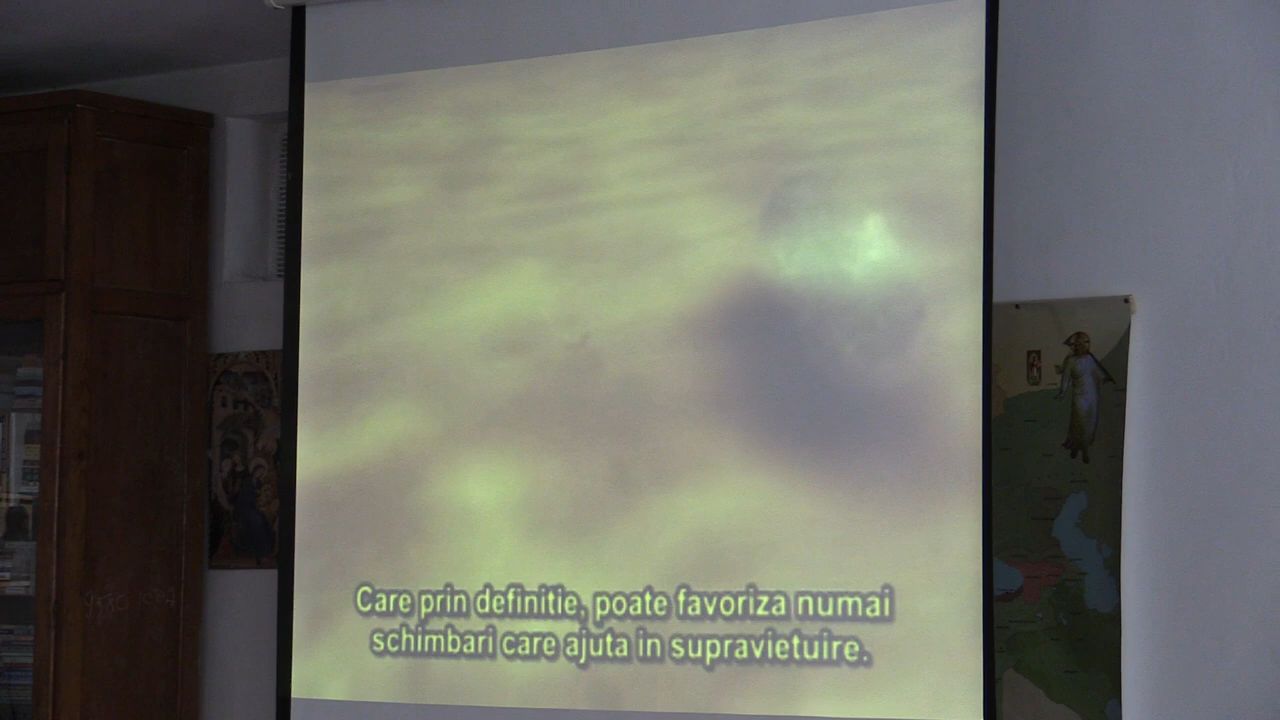 Care prin definitie, poate favoriza numai
schimbari care ajuta in supravietuire.